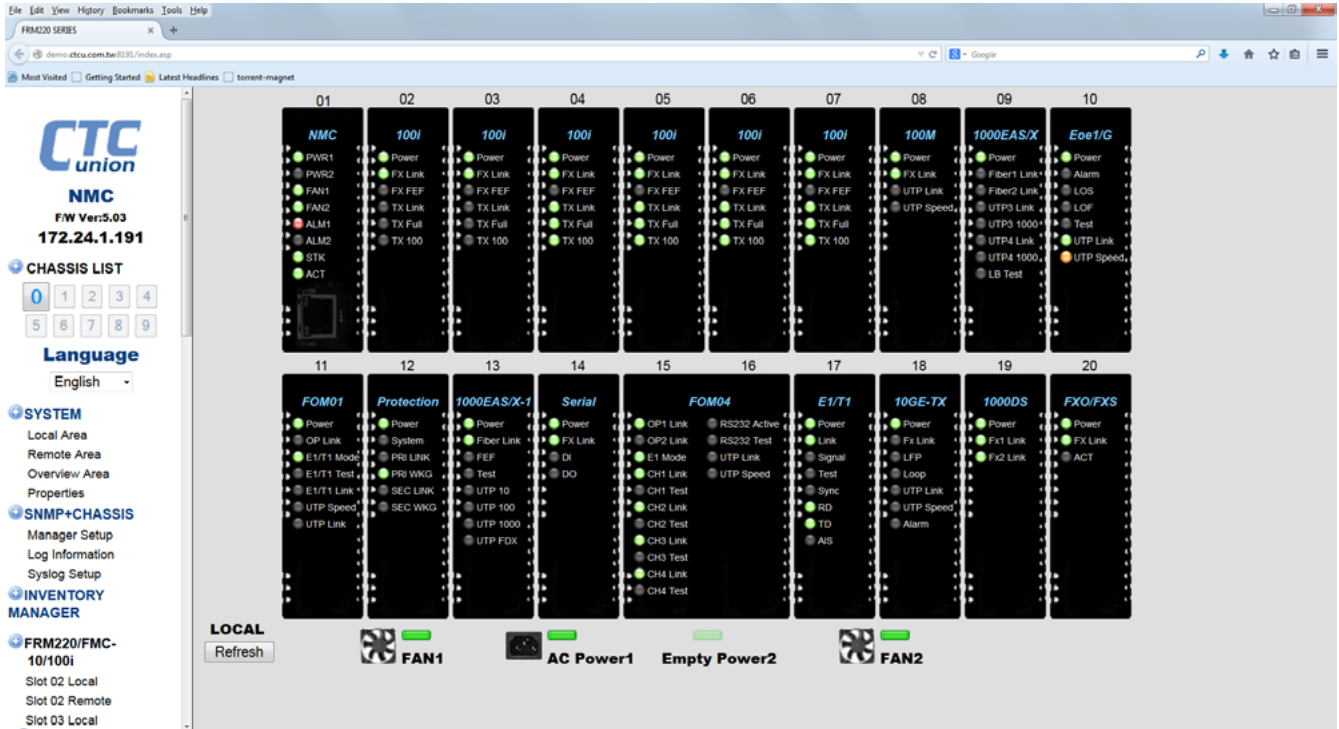 File Edit View History Bookmarks Tools Help
FRM220 SERIES × +
demo.ctcu.com.tw:8191/index.asp
8 - Google
Most Visited Getting Started Latest Headlines torrent-magnet
CTC union
NMC
F/W Ver:5.03
172.24.1.191
CHASSIS LIST
0 1 2 3 4
5 6 7 8 9
Language
English
SYSTEM
Local Area
Remote Area
Overview Area
Properties
SNMP+CHASSIS
Manager Setup
Log Information
Syslog Setup
INVENTORY MANAGER
FRM220/FMC-10/100i
Slot 02 Local
Slot 02 Remote
Slot 03 Local
01 02 03 04 05 06 07 08 09 10
NMC
PWR1
PWR2
FAN1
FAN2
ALM1
ALM2
STK
ACT
100i
Power
FX Link
FX FEF
TX Link
TX Full
TX 100
100i
Power
FX Link
FX FEF
TX Link
TX Full
TX 100
100i
Power
FX Link
FX FEF
TX Link
TX Full
TX 100
100i
Power
FX Link
FX FEF
TX Link
TX Full
TX 100
100i
Power
FX Link
FX FEF
TX Link
TX Full
TX 100
100i
Power
FX Link
FX FEF
TX Link
TX Full
TX 100
100M
Power
FX Link
UTP Link
UTP Speed
1000EAS/X
Power
Fiber1 Link
Fiber2 Link
UTP3 Link
UTP3 1000
UTP4 Link
UTP4 1000
LB Test
Eoe1/G
Power
Alarm
LOS
LOF
Test
UTP Link
UTP Speed
11 12 13 14 15 16 17 18 19 20
FOM01
Power
OP Link
E1/T1 Mode
E1/T1 Test
E1/T1 Link
UTP Speed
UTP Link
Protection
Power
System
PRI LINK
PRI WKG
SEC LINK
SEC WKG
1000EAS/X-1
Power
Fiber Link
FEF
Test
UTP 10
UTP 100
UTP 1000
UTP FDX
Serial
Power
FX Link
DI
DO
FOM04
OP1 Link RS232 Active
OP2 Link RS232 Test
E1 Mode UTP Link
CH1 Link UTP Speed
CH1 Test
CH2 Link
CH2 Test
CH3 Link
CH3 Test
CH4 Link
CH4 Test
E1/T1
Power
Link
Signal
Test
Sync
RD
TD
AIS
10GE-TX
Power
Fx Link
LFP
Loop
UTP Link
UTP Speed
Alarm
1000DS
Power
Fx1 Link
Fx2 Link
FXO/FXS
Power
FX Link
ACT
LOCAL
Refresh
FAN1 AC Power1 Empty Power2 FAN2